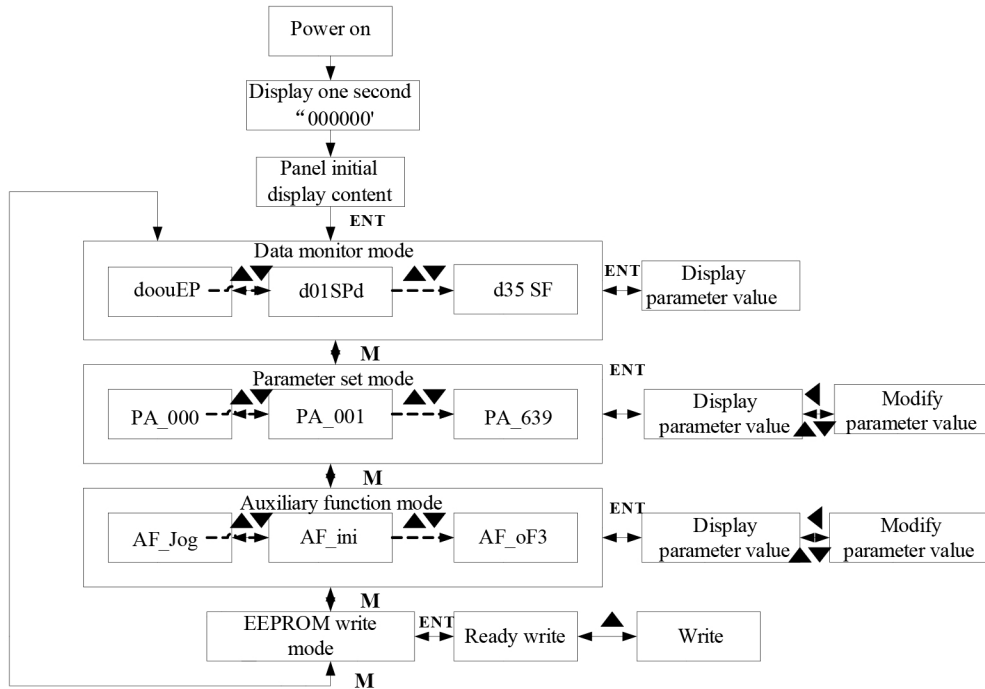 Power on
Display one second
“000000'
Panel initial
display content
ENT
Data monitor mode
doouEP
d01SPd
d35 SF
ENT
Display
parameter value
M
Parameter set mode
PA_000
PA_001
PA_639
ENT
Display
parameter value
Modify
parameter value
M
Auxiliary function mode
AF_Jog
AF_ini
AF_oF3
ENT
Display
parameter value
Modify
parameter value
M
EEPROM write
mode
ENT
Ready write
Write
M